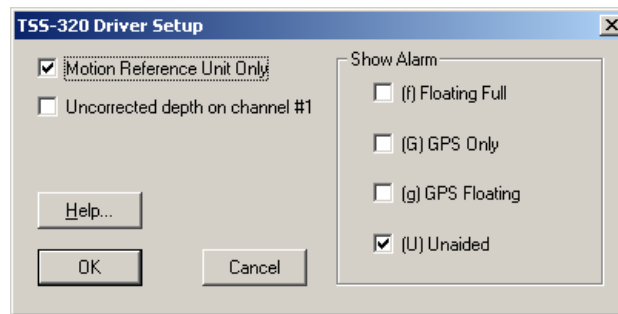 TSS-320 Driver Setup
Motion Reference Unit Only
Uncorrected depth on channel #1
Help...
OK
Cancel
Show Alarm
(f) Floating Full
(G) GPS Only
(g) GPS Floating
(U) Unaided